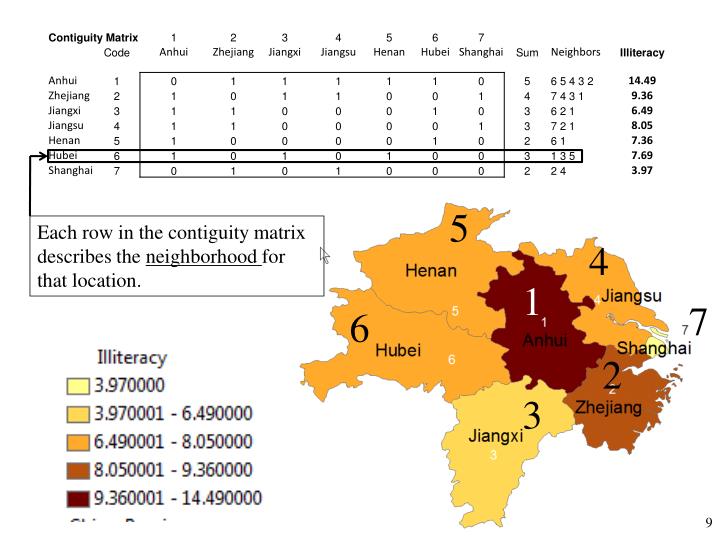 Contiguity Matrix 1 2 3 4 5 6 7
Code Anhui Zhejiang Jiangxi Jiangsu Henan Hubei Shanghai Sum Neighbors Illiteracy
Anhui 1 0 1 1 1 1 1 0 5 6 5 4 3 2 14.49
Zhejiang 2 1 0 1 1 0 0 1 4 7 4 3 1 9.36
Jiangxi 3 1 1 0 0 0 1 0 3 6 2 1 6.49
Jiangsu 4 1 1 0 0 0 0 1 3 7 2 1 8.05
Henan 5 1 0 0 0 0 1 0 2 6 1 7.36
Hubei 6 1 0 1 0 1 0 0 3 1 3 5 7.69
Shanghai 7 0 1 0 1 0 0 0 2 2 4 3.97
Each row in the contiguity matrix
describes the neighborhood for
that location.
5
Henan
5
4
4 Jiangsu
1
1
Anhui
7
7
Shanghai
6
Hubei
6
2
2
Zhejiang
3
Jiangxi
3
Illiteracy
3.970000
3.970001 - 6.490000
6.490001 - 8.050000
8.050001 - 9.360000
9.360001 - 14.490000
9